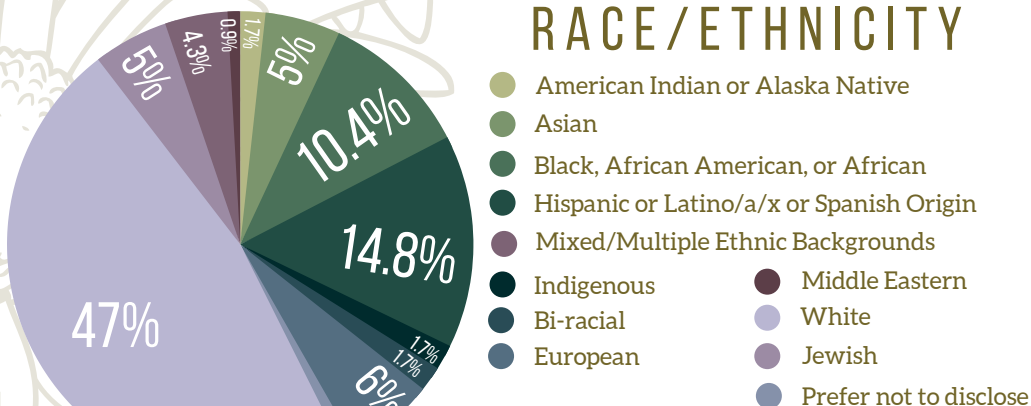 RACE/ETHNICITY
American Indian or Alaska Native
Asian
Black, African American, or African
Hispanic or Latino/a/x or Spanish Origin
Mixed/Multiple Ethnic Backgrounds
Indigenous
Middle Eastern
Bi-racial
White
European
Jewish
Prefer not to disclose
1.7%
5%
10.4%
14.8%
1.7%
1.7%
6%
47%
5%
4.3%
0.9%